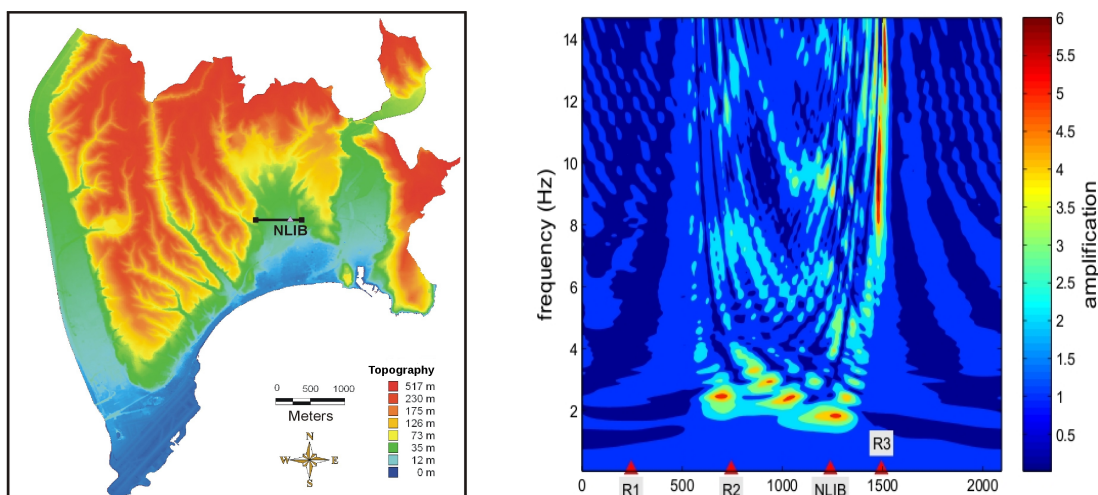 NLIB
0 500 1000
Meters
N
W E
S
Topography
517 m
230 m
175 m
126 m
73 m
35 m
12 m
0 m
frequency (Hz)
14
12
10
8
6
4
2
R3
0 R1 500 R2 1000 NLIB 1500 2000
6
5.5
5
4.5
4
3.5
3
2.5
2
1.5
1
0.5
amplification